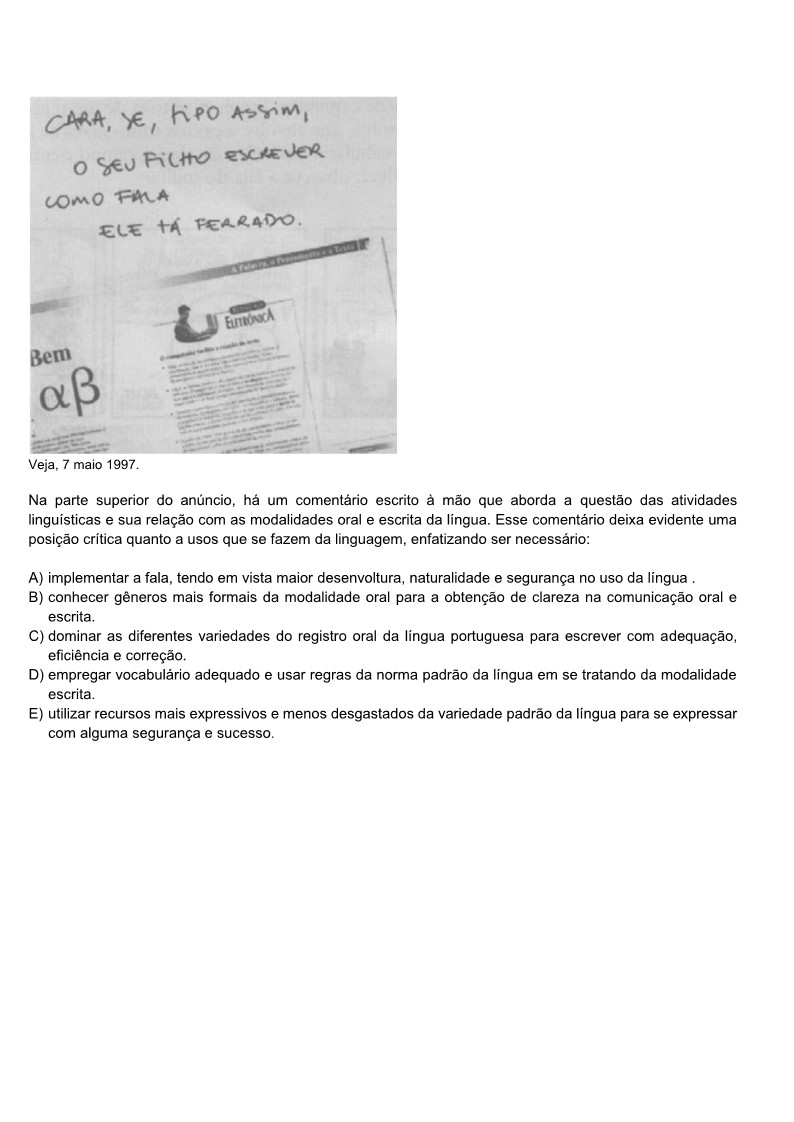 CARA, SE, tiPO ASSim,
O SEU FiLHO ESCREVER
COMO FALA
ELE tÁ FERRADO.
A Palavra, o Pensamento e o Texto
ELETRÔNICA
O computador facilita a criação do texto
Bem
αβ
Veja, 7 maio 1997.
Na parte superior do anúncio, há um comentário escrito à mão que aborda a questão das atividades
linguísticas e sua relação com as modalidades oral e escrita da língua. Esse comentário deixa evidente uma
posição crítica quanto a usos que se fazem da linguagem, enfatizando ser necessário:
A) implementar a fala, tendo em vista maior desenvoltura, naturalidade e segurança no uso da língua .
B) conhecer gêneros mais formais da modalidade oral para a obtenção de clareza na comunicação oral e
escrita.
C) dominar as diferentes variedades do registro oral da língua portuguesa para escrever com adequação,
eficiência e correção.
D) empregar vocabulário adequado e usar regras da norma padrão da língua em se tratando da modalidade
escrita.
E) utilizar recursos mais expressivos e menos desgastados da variedade padrão da língua para se expressar
com alguma segurança e sucesso.